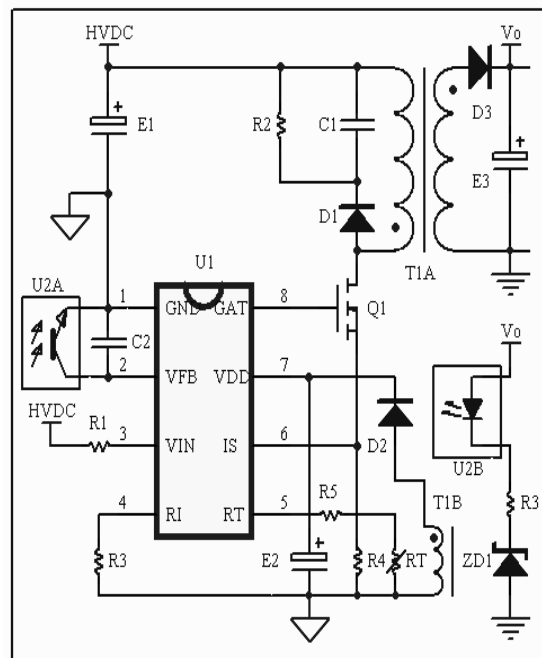 HVDC
Vo
+
E1
R2
C1
D3
+
E3
D1
T1A
U2A
U1
1
GND
GAT
8
Q1
C2
Vo
2
VFB
VDD
7
HVDC
R1
3
VIN
IS
6
D2
U2B
4
RI
RT
5
R5
T1B
R3
R3
E2
+
R4
RT
ZD1